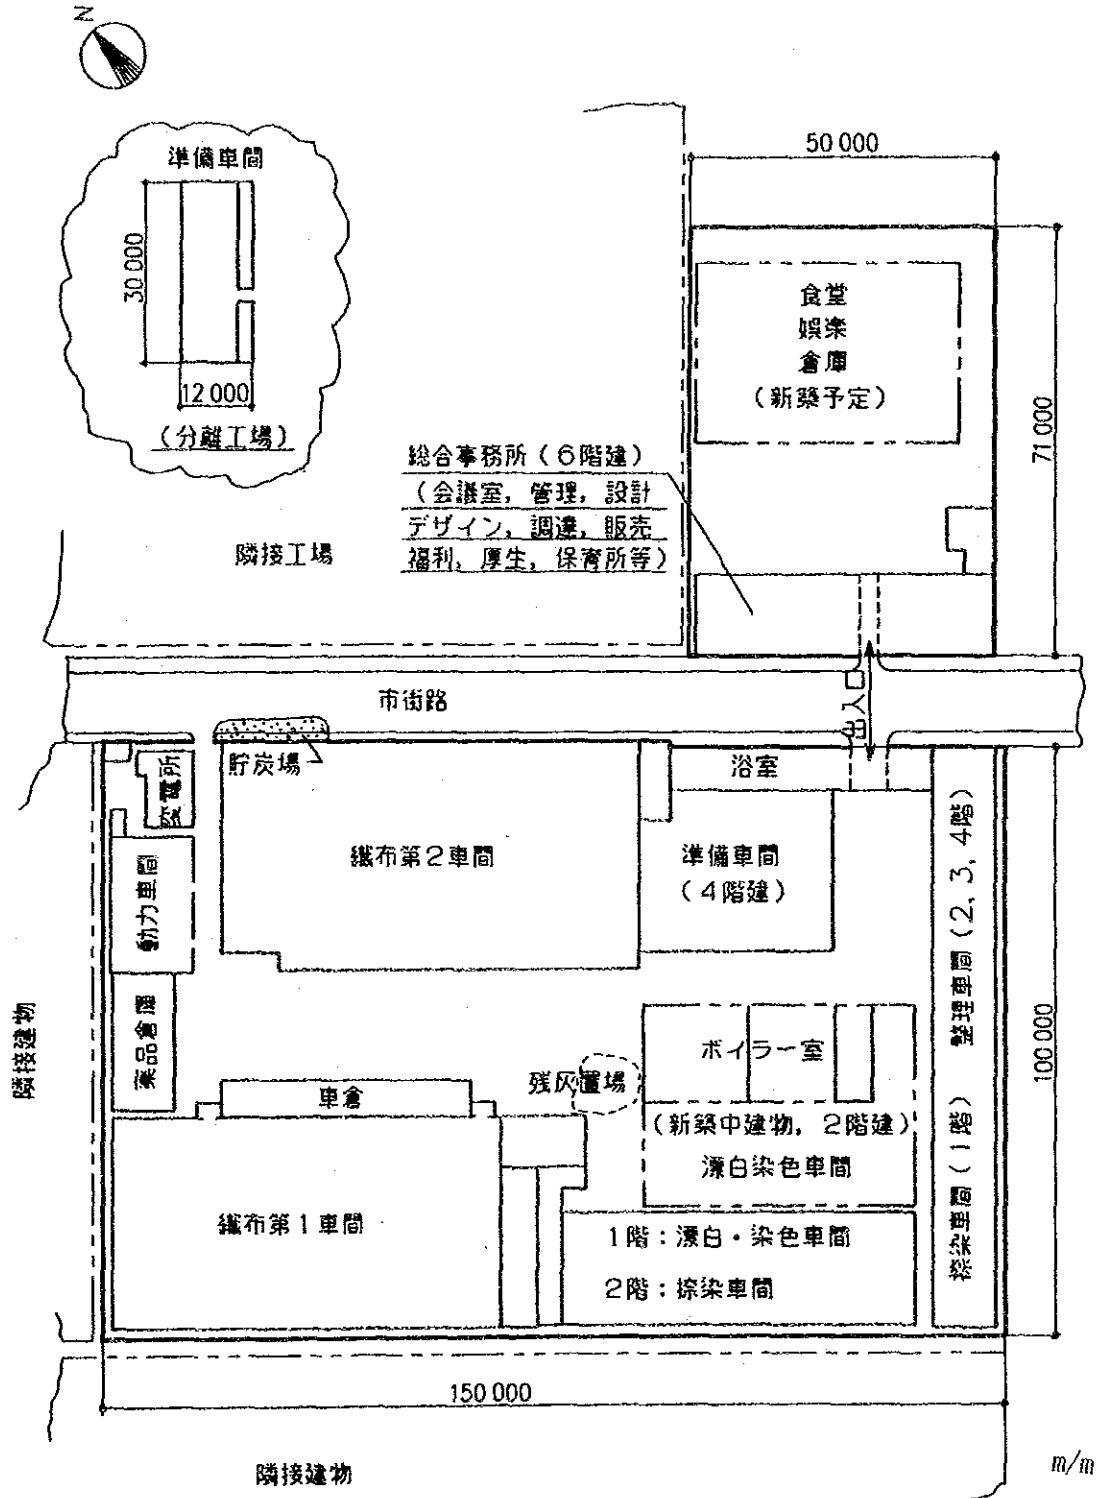 N
準備車間
30 000
12 000
(分離工場)
50 000
食堂
娯楽
倉庫
(新築予定)
71 000
総合事務所(6階建)
(会議室, 管理, 設計
デザイン, 調達, 販売
福利, 厚生, 保育所等)
隣接工場
市街路
出入口
貯炭場
変電所
浴室
織布第2車間
準備車間
(4階建)
動力車間
薬品倉庫
整理車間(2, 3, 4階)
捺染車間(1階)
100 000
隣接建物
ボイラー室
残灰置場
車倉
(新築中建物, 2階建)
漂白染色車間
織布第1車間
1階:漂白・染色車間
2階:捺染車間
150 000
隣接建物
m/m